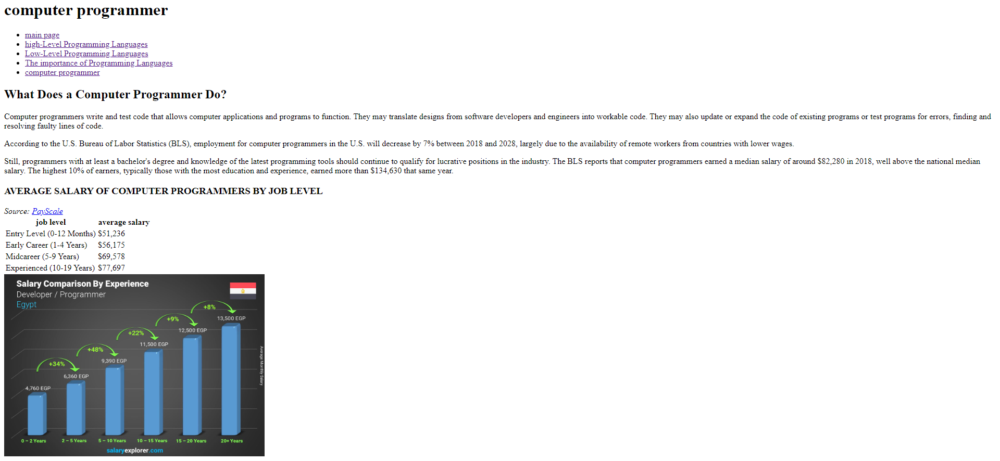 computer programmer
main page
high-Level Programming Languages
Low-Level Programming Languages
The importance of Programming Languages
computer programmer
What Does a Computer Programmer Do?
Computer programmers write and test code that allows computer applications and programs to function. They may translate designs from software developers and engineers into workable code. They may also update or expand the code of existing programs or test programs for errors, finding and
resolving faulty lines of code.
According to the U.S. Bureau of Labor Statistics (BLS), employment for computer programmers in the U.S. will decrease by 7% between 2018 and 2028, largely due to the availability of remote workers from countries with lower wages.
Still, programmers with at least a bachelor's degree and knowledge of the latest programming tools should continue to qualify for lucrative positions in the industry. The BLS reports that computer programmers earned a median salary of around $82,280 in 2018, well above the national median
salary. The highest 10% of earners, typically those with the most education and experience, earned more than $134,630 that same year.
AVERAGE SALARY OF COMPUTER PROGRAMMERS BY JOB LEVEL
Source: PayScale
job level average salary
Entry Level (0-12 Months) $51,236
Early Career (1-4 Years) $56,175
Midcareer (5-9 Years) $69,578
Experienced (10-19 Years) $77,697
Salary Comparison By Experience
Developer / Programmer
Egypt
+8%
13,500 EGP
+9%
12,500 EGP
+22%
11,500 EGP
+48%
9,390 EGP
+34%
6,360 EGP
4,760 EGP
Average Monthly Salary
0 - 2 Years 2 - 5 Years 5 - 10 Years 10 - 15 Years 15 - 20 Years 20+ Years
salaryexplorer.com